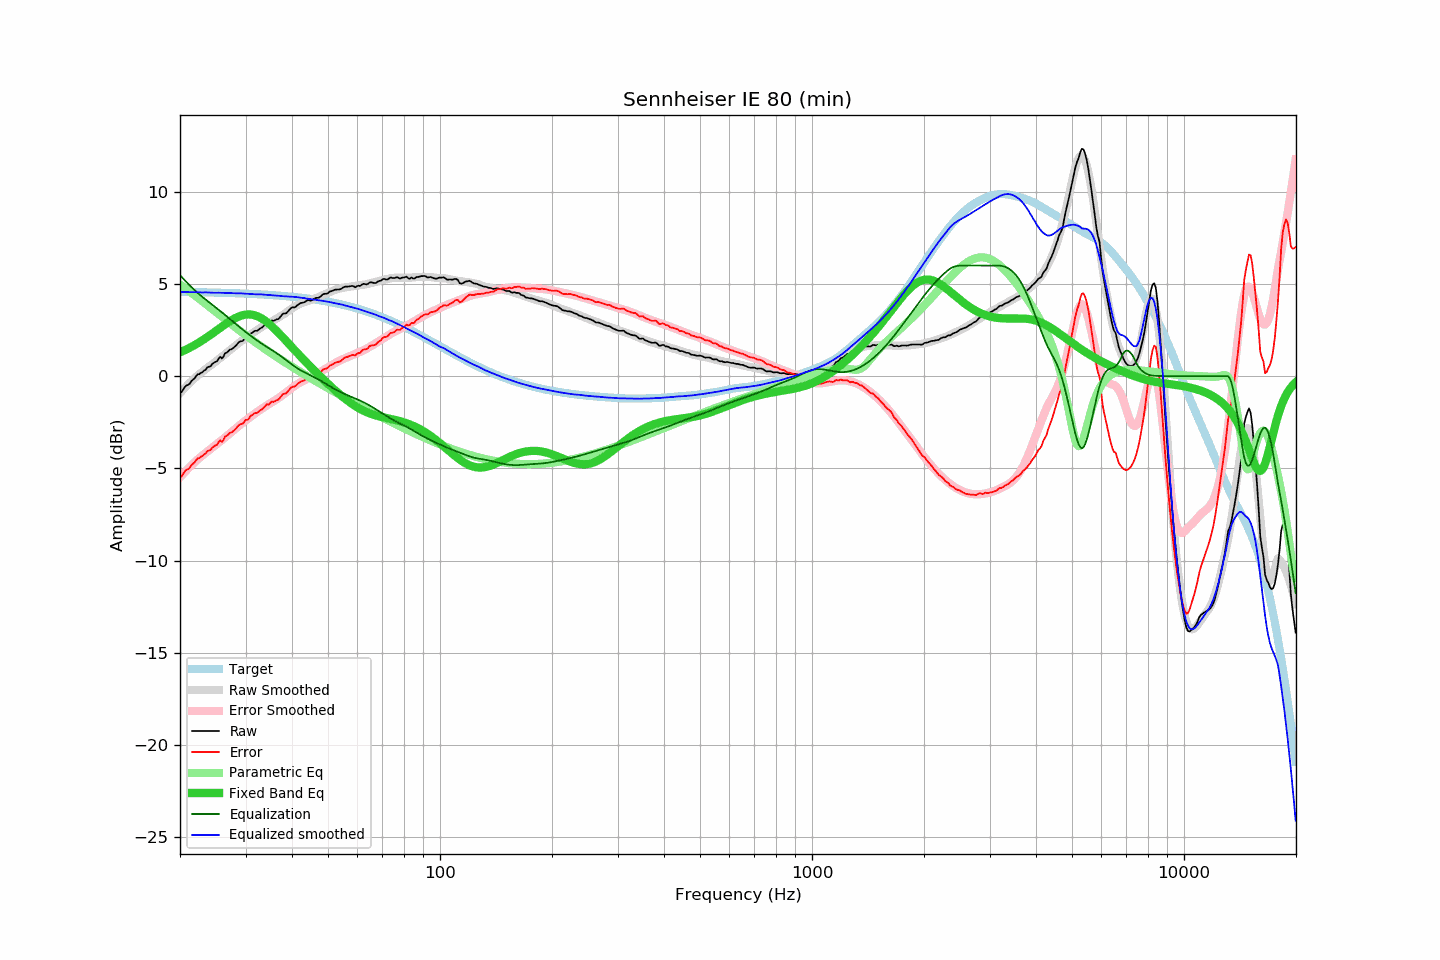 Sennheiser IE 80 (min)
Amplitude (dBr)
10
5
0
−5
−10
−15
−20
−25
Target
Raw Smoothed
Error Smoothed
Raw
Error
Parametric Eq
Fixed Band Eq
Equalization
Equalized smoothed
100 1000 10000
Frequency (Hz)